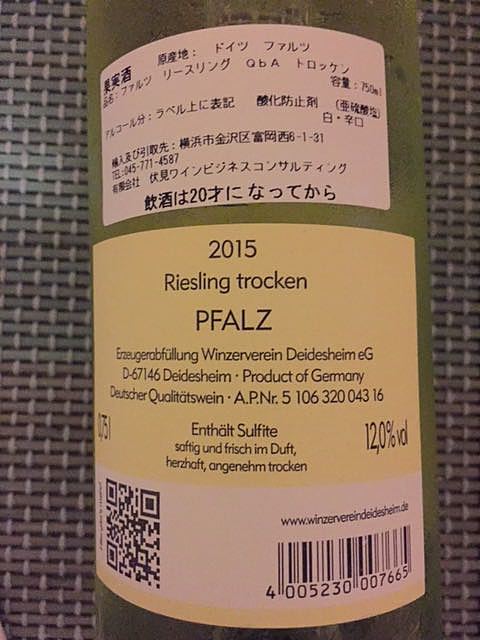 果実酒
原産地： ドイツ ファルツ
品名：ファルツ リースリング QbA トロッケン
容量：750ml
アルコール分：ラベル上に表記 酸化防止剤 （亜硫酸塩）
白・辛口
輸入及び引取先：横浜市金沢区富岡西6-1-31
TEL:045-771-4587
有限会社 伏見ワインビジネスコンサルティング
飲酒は20才になってから
2015
Riesling trocken
PFALZ
Erzeugerabfüllung Winzerverein Deidesheim eG
D-67146 Deidesheim · Product of Germany
Deutscher Qualitätswein · A.P.Nr. 5 106 320 043 16
0,75 l
Enthält Sulfite
12,0% vol
saftig und frisch im Duft,
herzhaft, angenehm trocken
www.winzervereindeidesheim.de
4 005230 007665